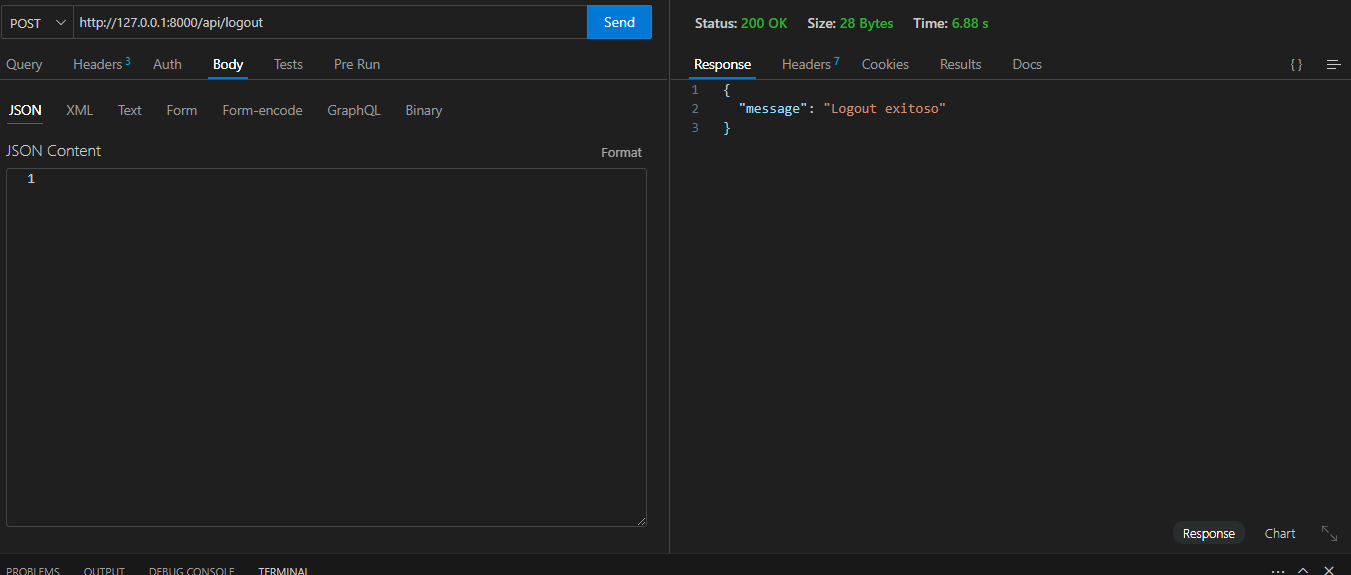 POST http://127.0.0.1:8000/api/logout Send
Query Headers 3 Auth Body Tests Pre Run
JSON XML Text Form Form-encode GraphQL Binary
JSON Content Format
1
Status: 200 OK Size: 28 Bytes Time: 6.88 s
Response Headers 7 Cookies Results Docs { }
1 {
2 "message": "Logout exitoso"
3 }
Response Chart
PROBLEMS OUTPUT DEBUG CONSOLE TERMINAL